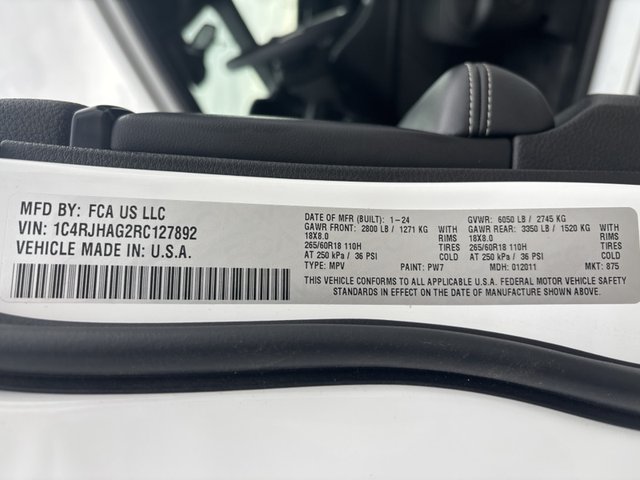 MFD BY: FCA US LLC
VIN: 1C4RJHAG2RC127892
VEHICLE MADE IN: U.S.A.
DATE OF MFR (BUILT): 1-24 GVWR: 6050 LB / 2745 KG
GAWR FRONT: 2800 LB / 1271 KG WITH GAWR REAR: 3350 LB / 1520 KG WITH
18X8.0 RIMS 18X8.0 RIMS
265/60R18 110H TIRES 265/60R18 110H TIRES
AT 250 kPa / 36 PSI COLD AT 250 kPa / 36 PSI COLD
TYPE: MPV PAINT: PW7 MDH: 012011 MKT: 875
THIS VEHICLE CONFORMS TO ALL APPLICABLE U.S.A. FEDERAL MOTOR VEHICLE SAFETY
STANDARDS IN EFFECT ON THE DATE OF MANUFACTURE SHOWN ABOVE.